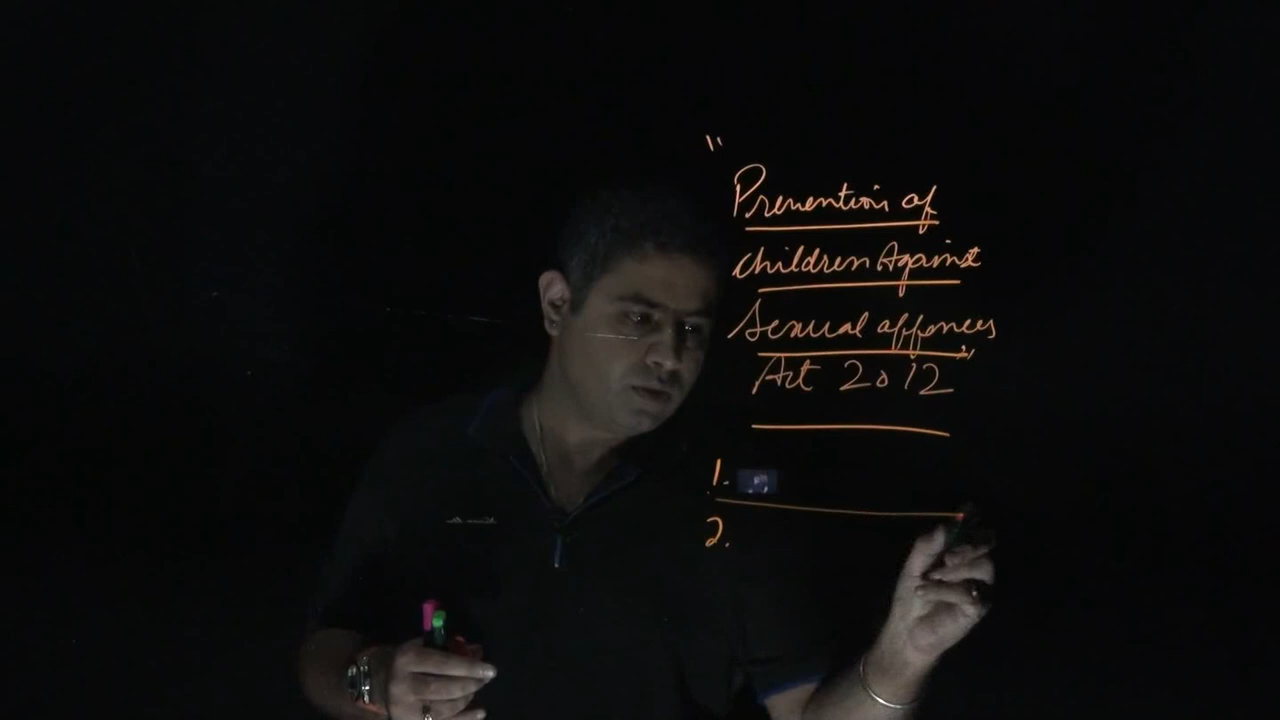 "
Prevention of
Children Against
Sexual offences"
Act 2012
1.
2.